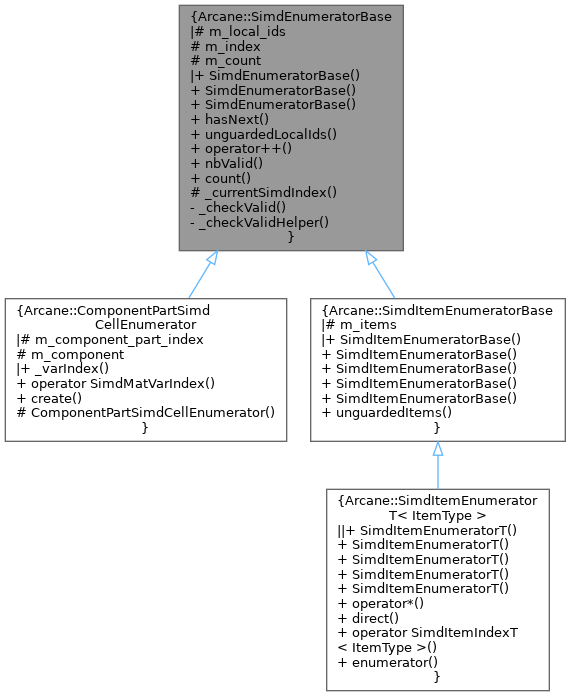 {Arcane::SimdEnumeratorBase
|# m_local_ids
# m_index
# m_count
|+ SimdEnumeratorBase()
+ SimdEnumeratorBase()
+ SimdEnumeratorBase()
+ hasNext()
+ unguardedLocalIds()
+ operator++()
+ nbValid()
+ count()
# _currentSimdIndex()
- _checkValid()
- _checkValidHelper()
}
{Arcane::ComponentPartSimd
CellEnumerator
|# m_component_part_index
# m_component
|+ _varIndex()
+ operator SimdMatVarIndex()
+ create()
# ComponentPartSimdCellEnumerator()
}
{Arcane::SimdItemEnumeratorBase
|# m_items
|+ SimdItemEnumeratorBase()
+ SimdItemEnumeratorBase()
+ SimdItemEnumeratorBase()
+ SimdItemEnumeratorBase()
+ SimdItemEnumeratorBase()
+ unguardedItems()
}
{Arcane::SimdItemEnumerator
T< ItemType >
||+ SimdItemEnumeratorT()
+ SimdItemEnumeratorT()
+ SimdItemEnumeratorT()
+ SimdItemEnumeratorT()
+ SimdItemEnumeratorT()
+ operator*()
+ direct()
+ operator SimdItemIndexT
< ItemType >()
+ enumerator()
}